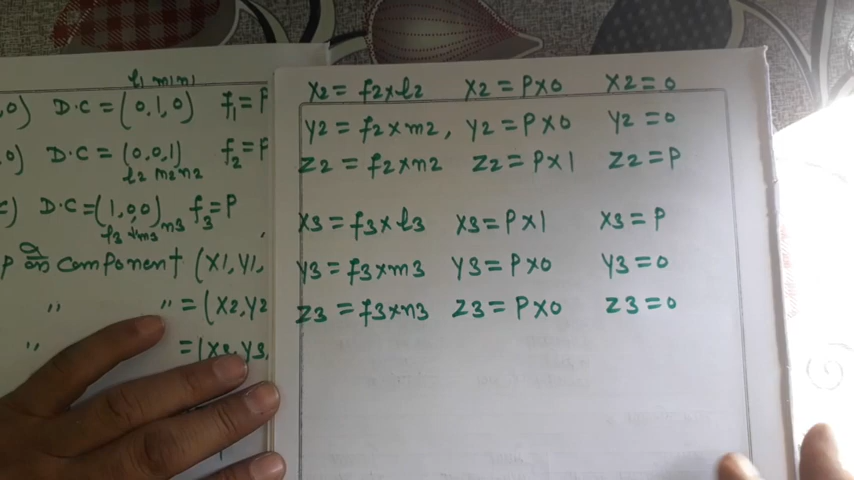 l1 m1 n1
,0) D.C = (0,1,0) f1 = P
,0) D.C = (0,0,1) f2 = P
l2 m2 n2
c) D.C = (1,0,0) f3 = P
l3 m3 n3
P component (X1, Y1,
" " = (X2, Y2
" = (X3, Y3,
X2 = f2×l2 X2 = P×0 X2 = 0
Y2 = f2×m2, Y2 = P×0 Y2 = 0
Z2 = f2×n2 Z2 = P×1 Z2 = P
X3 = f3×l3 X3 = P×1 X3 = P
Y3 = f3×m3 Y3 = P×0 Y3 = 0
Z3 = f3×n3 Z3 = P×0 Z3 = 0